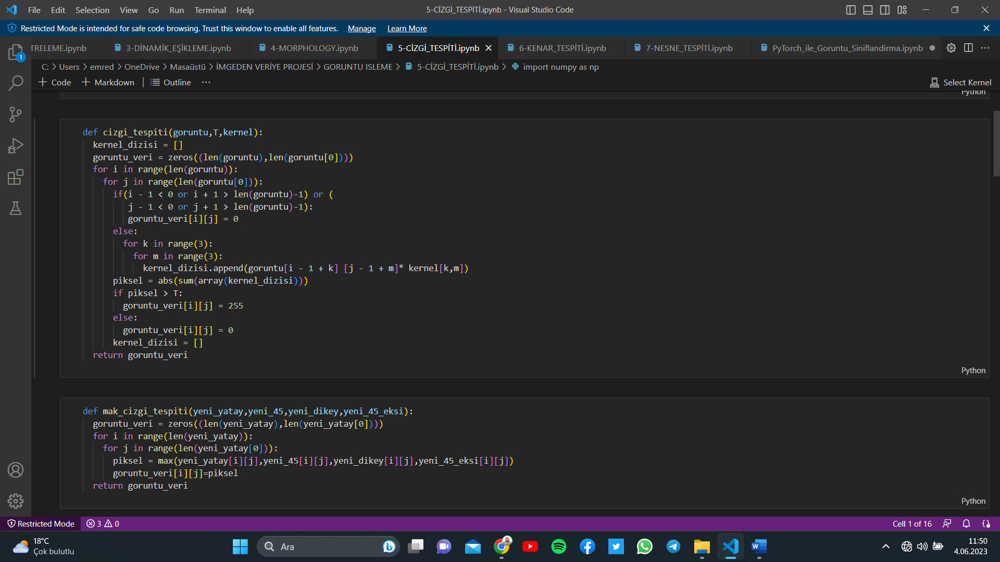 File Edit Selection View Go Run Terminal Help
5-CİZGİ_TESPİTİ.ipynb - Visual Studio Code
Restricted Mode is intended for safe code browsing. Trust this window to enable all features. Manage Learn More
1
TRELEME.ipynb 3-DİNAMİK_EŞİKLEME.ipynb 4-MORPHOLOGY.ipynb 5-CİZGİ_TESPİTİ.ipynb 6-KENAR_TESPİTİ.ipynb 7-NESNE_TESPİTİ.ipynb PyTorch_ile_Goruntu_Siniflandirma.ipynb
C: > Users > emred > OneDrive > Masaüstü > İMGEDEN VERİYE PROJESİ > GORUNTU ISLEME > 5-CİZGİ_TESPİTİ.ipynb > import numpy as np
+ Code + Markdown Outline ··· Select Kernel
Python
def cizgi_tespiti(goruntu,T,kernel):
  kernel_dizisi = []
  goruntu_veri = zeros((len(goruntu),len(goruntu[0])))
  for i in range(len(goruntu)):
    for j in range(len(goruntu[0])):
      if(i - 1 < 0 or i + 1 > len(goruntu)-1) or (
         j - 1 < 0 or j + 1 > len(goruntu)-1):
         goruntu_veri[i][j] = 0
      else:
        for k in range(3):
          for m in range(3):
            kernel_dizisi.append(goruntu[i - 1 + k] [j - 1 + m]* kernel[k,m])
      piksel = abs(sum(array(kernel_dizisi)))
      if piksel > T:
        goruntu_veri[i][j] = 255
      else:
        goruntu_veri[i][j] = 0
      kernel_dizisi = []
  return goruntu_veri
Python
def mak_cizgi_tespiti(yeni_yatay,yeni_45,yeni_dikey,yeni_45_eksi):
  goruntu_veri = zeros((len(yeni_yatay),len(yeni_yatay[0])))
  for i in range(len(yeni_yatay)):
    for j in range(len(yeni_yatay[0])):
      piksel = max(yeni_yatay[i][j],yeni_45[i][j],yeni_dikey[i][j],yeni_45_eksi[i][j])
      goruntu_veri[i][j]=piksel
  return goruntu_veri
Python
Restricted Mode 3 0 Cell 1 of 16
18°C
Çok bulutlu
Ara
11:50
4.06.2023